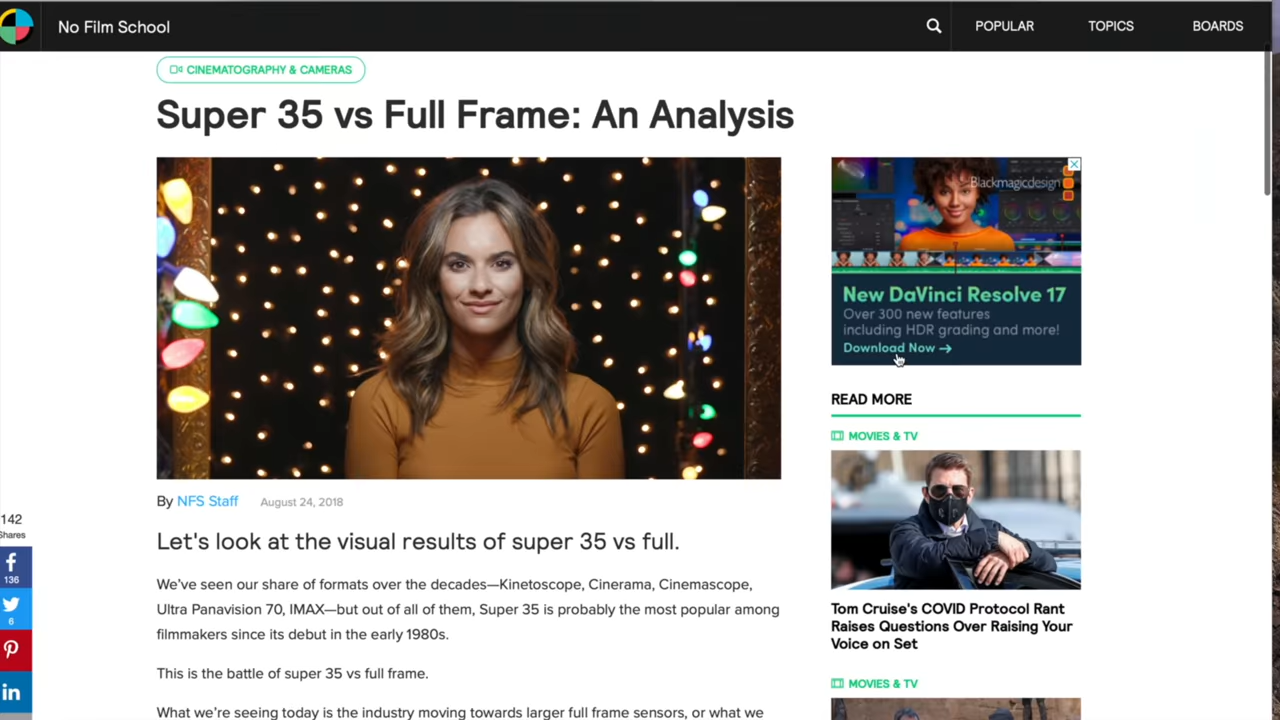 No Film School
POPULAR
TOPICS
BOARDS
CINEMATOGRAPHY & CAMERAS
Super 35 vs Full Frame: An Analysis
Blackmagicdesign
New DaVinci Resolve 17
Over 300 new features
including HDR grading and more!
Download Now →
By NFS Staff August 24, 2018
Let's look at the visual results of super 35 vs full.
We've seen our share of formats over the decades—Kinetoscope, Cinerama, Cinemascope,
Ultra Panavision 70, IMAX—but out of all of them, Super 35 is probably the most popular among
filmmakers since its debut in the early 1980s.
This is the battle of super 35 vs full frame.
What we're seeing today is the industry moving towards larger full frame sensors, or what we
READ MORE
MOVIES & TV
Tom Cruise's COVID Protocol Rant
Raises Questions Over Raising Your
Voice on Set
MOVIES & TV
142
Shares
136
6